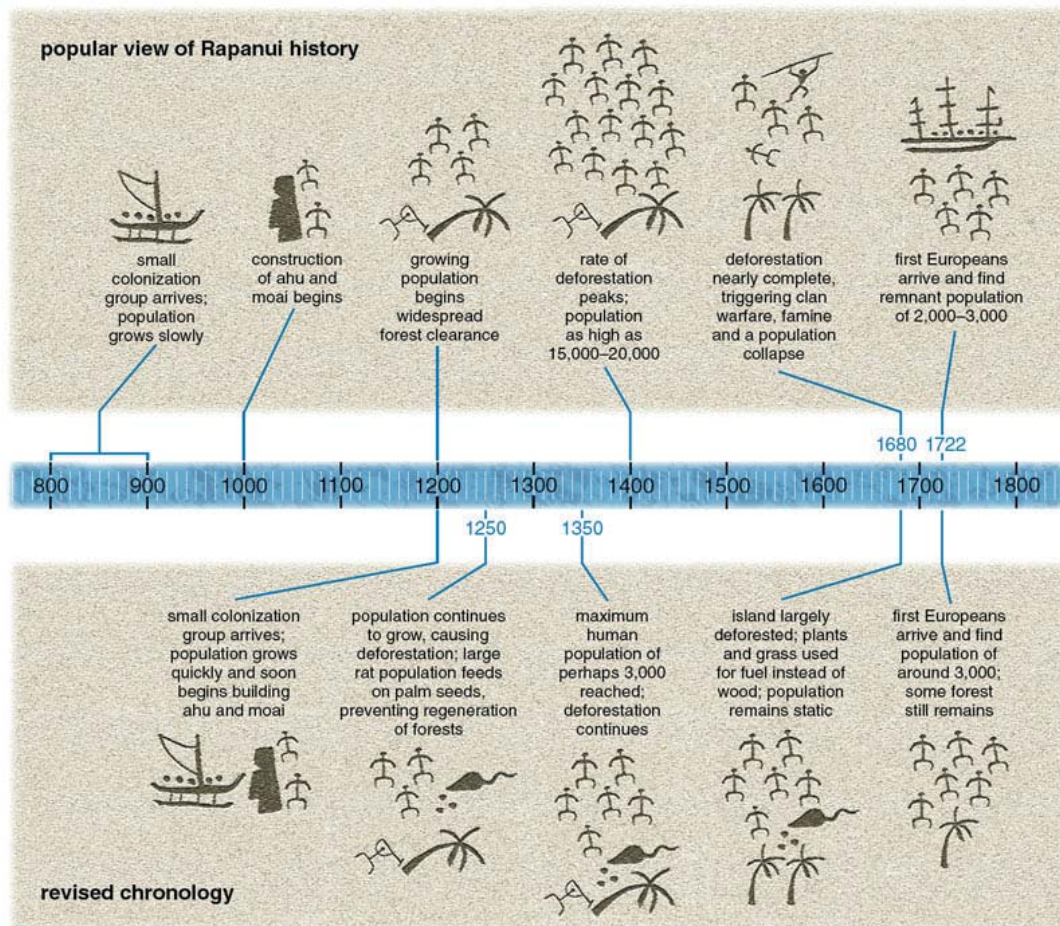 popular view of Rapanui history
small
colonization
group arrives;
population
grows slowly
construction
of ahu and
moai begins
growing
population
begins
widespread
forest clearance
rate of
deforestation
peaks;
population
as high as
15,000–20,000
deforestation
nearly complete,
triggering clan
warfare, famine
and a population
collapse
first Europeans
arrive and find
remnant population
of 2,000–3,000
1680 1722
800 900 1000 1100 1200 1300 1400 1500 1600 1700 1800
1250 1350
small colonization
group arrives;
population grows
quickly and soon
begins building
ahu and moai
population continues
to grow, causing
deforestation; large
rat population feeds
on palm seeds,
preventing regeneration
of forests
maximum
human
population of
perhaps 3,000
reached;
deforestation
continues
island largely
deforested; plants
and grass used
for fuel instead of
wood; population
remains static
first Europeans
arrive and find
population of
around 3,000;
some forest
still remains
revised chronology